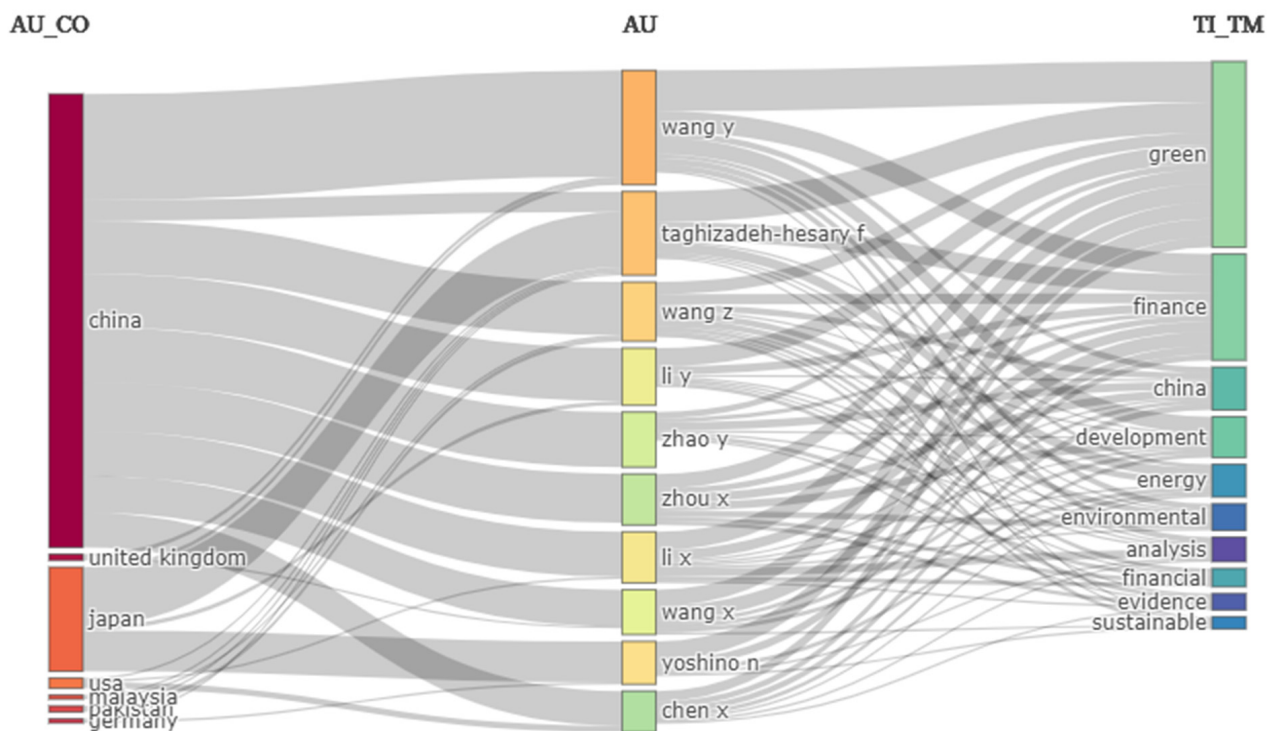 AU_CO
AU
TI_TM
china
united kingdom
japan
usa
malaysia
pakistan
germany
wang y
taghizadeh-hesary f
wang z
li y
zhao y
zhou x
li x
wang x
yoshino n
chen x
green
finance
china
development
energy
environmental
analysis
financial
evidence
sustainable